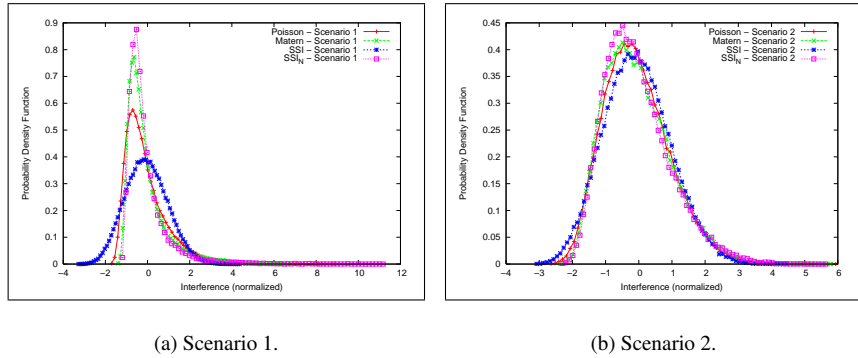 Poisson – Scenario 1
Matern – Scenario 1
SSI – Scenario 1
SSI_N – Scenario 1
Probability Density Function
0.9
0.8
0.7
0.6
0.5
0.4
0.3
0.2
0.1
0
−4 −2 0 2 4 6 8 10 12
Interference (normalized)
(a) Scenario 1.
Poisson – Scenario 2
Matern – Scenario 2
SSI – Scenario 2
SSI_N – Scenario 2
Probability Density Function
0.45
0.4
0.35
0.3
0.25
0.2
0.15
0.1
0.05
0
−4 −3 −2 −1 0 1 2 3 4 5 6
Interference (normalized)
(b) Scenario 2.